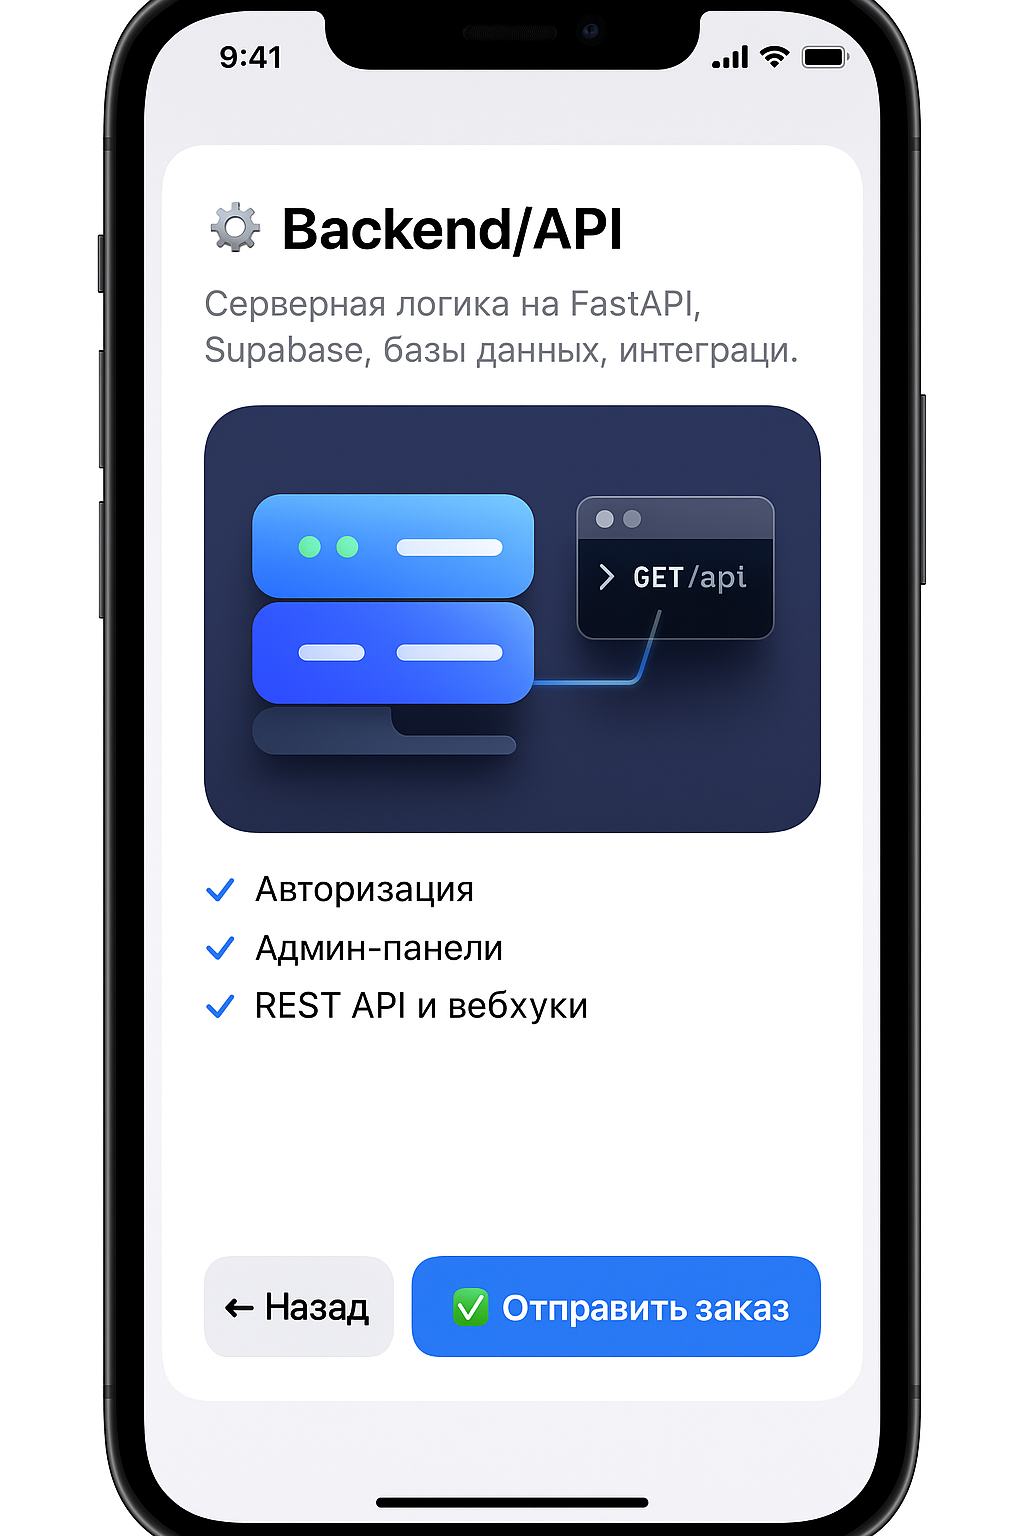 9:41
Backend/API
Серверная логика на FastAPI,
Supabase, базы данных, интеграци.
GET/api
Авторизация
Админ-панели
REST API и вебхуки
← Назад
Отправить заказ